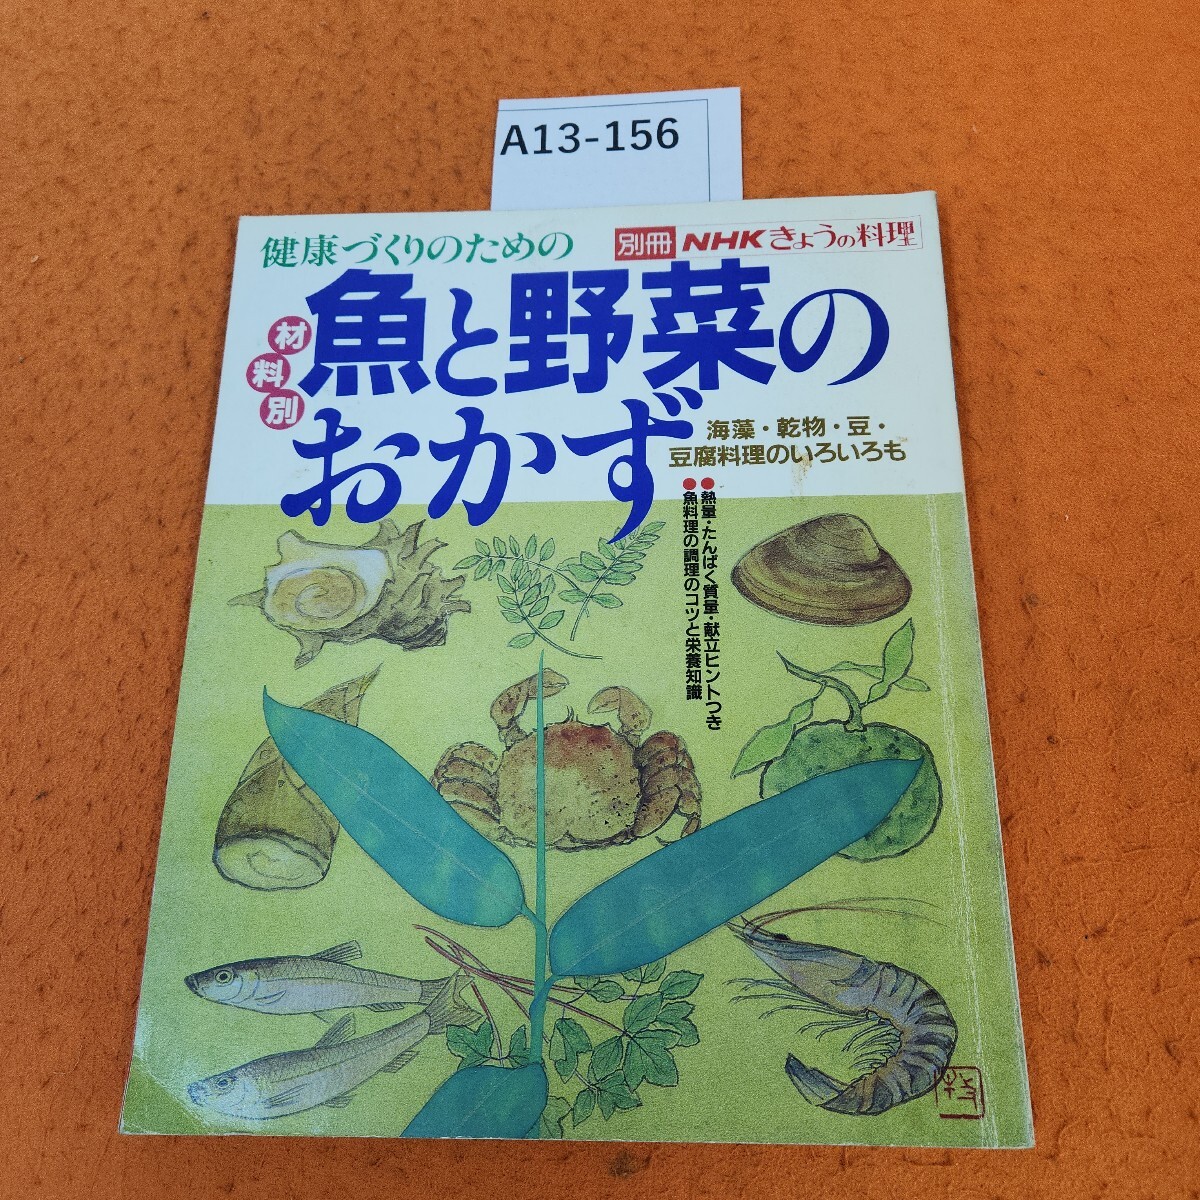 A13-156
健康づくりのための
別冊 NHKきょうの料理
材料別
魚と野菜の
おかず
海藻・乾物・豆・
豆腐料理のいろいろも
●熱量・たんぱく質量・献立ヒントつき
●魚料理の調理のコツと栄養知識